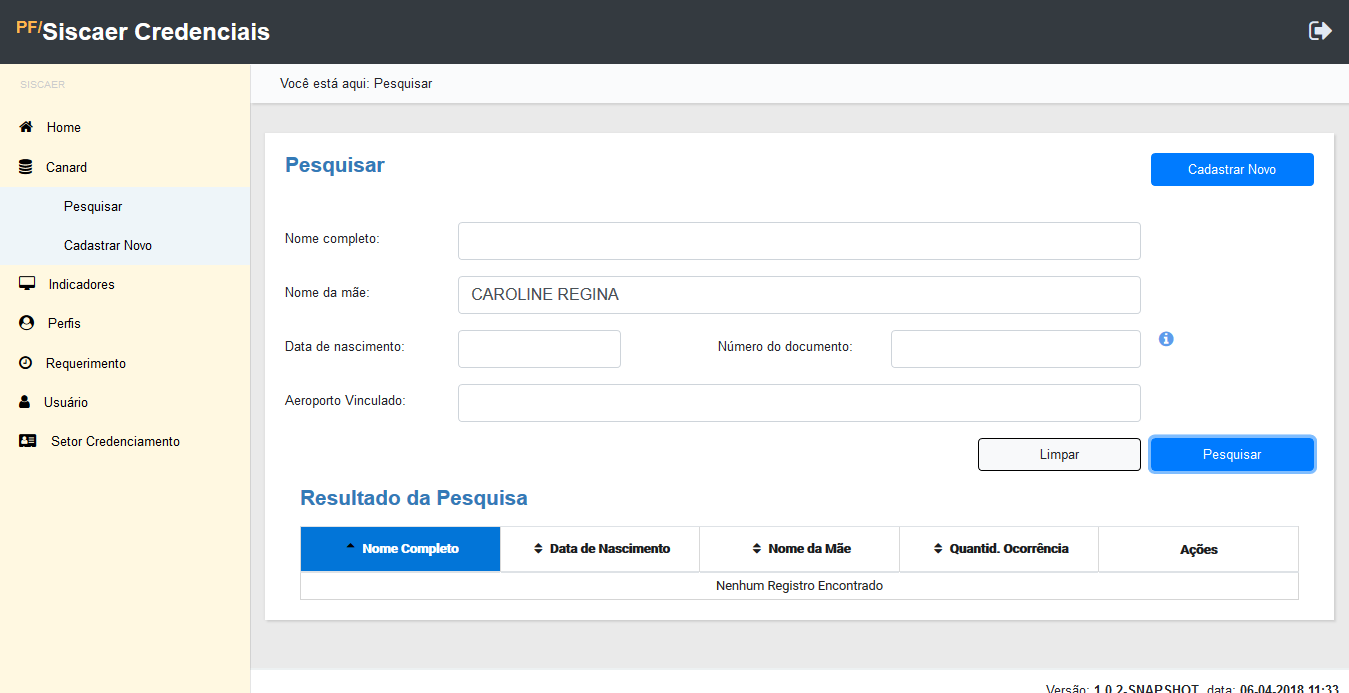 PF/Siscaer Credenciais
SISCAER
Você está aqui: Pesquisar
Home
Canard
Pesquisar
Cadastrar Novo
Indicadores
Perfis
Requerimento
Usuário
Setor Credenciamento
Pesquisar
Cadastrar Novo
Nome completo:
Nome da mãe: CAROLINE REGINA
Data de nascimento: Número do documento:
Aeroporto Vinculado:
Limpar Pesquisar
Resultado da Pesquisa
Nome Completo Data de Nascimento Nome da Mãe Quantid. Ocorrência Ações
Nenhum Registro Encontrado
Versão: 1.0.2-SNAPSHOT, data: 06-04-2018 11:33